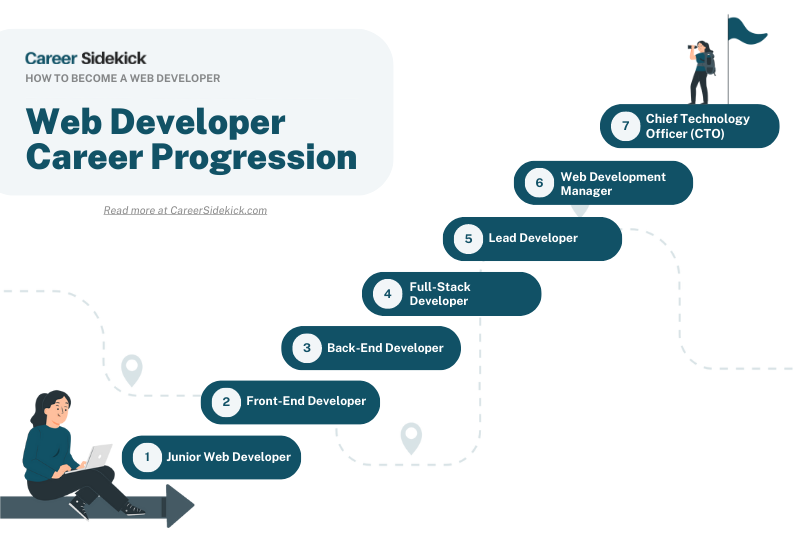 Career Sidekick
HOW TO BECOME A WEB DEVELOPER
Web Developer
Career Progression
Read more at CareerSidekick.com
7
Chief Technology
Officer (CTO)
6
Web Development
Manager
5
Lead Developer
4
Full-Stack
Developer
3
Back-End Developer
2
Front-End Developer
1
Junior Web Developer